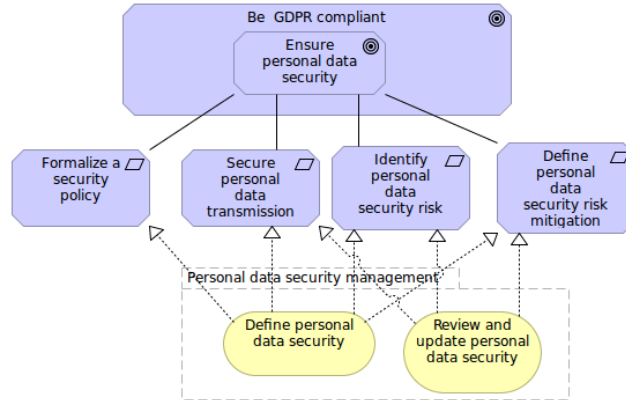 Be GDPR compliant
Ensure
personal data
security
Formalize a
security
policy
Secure
personal
data
transmission
Identify
personal
data
security risk
Define
personal
data
security risk
mitigation
Personal data security management
Define personal
data security
Review and
update personal
data security